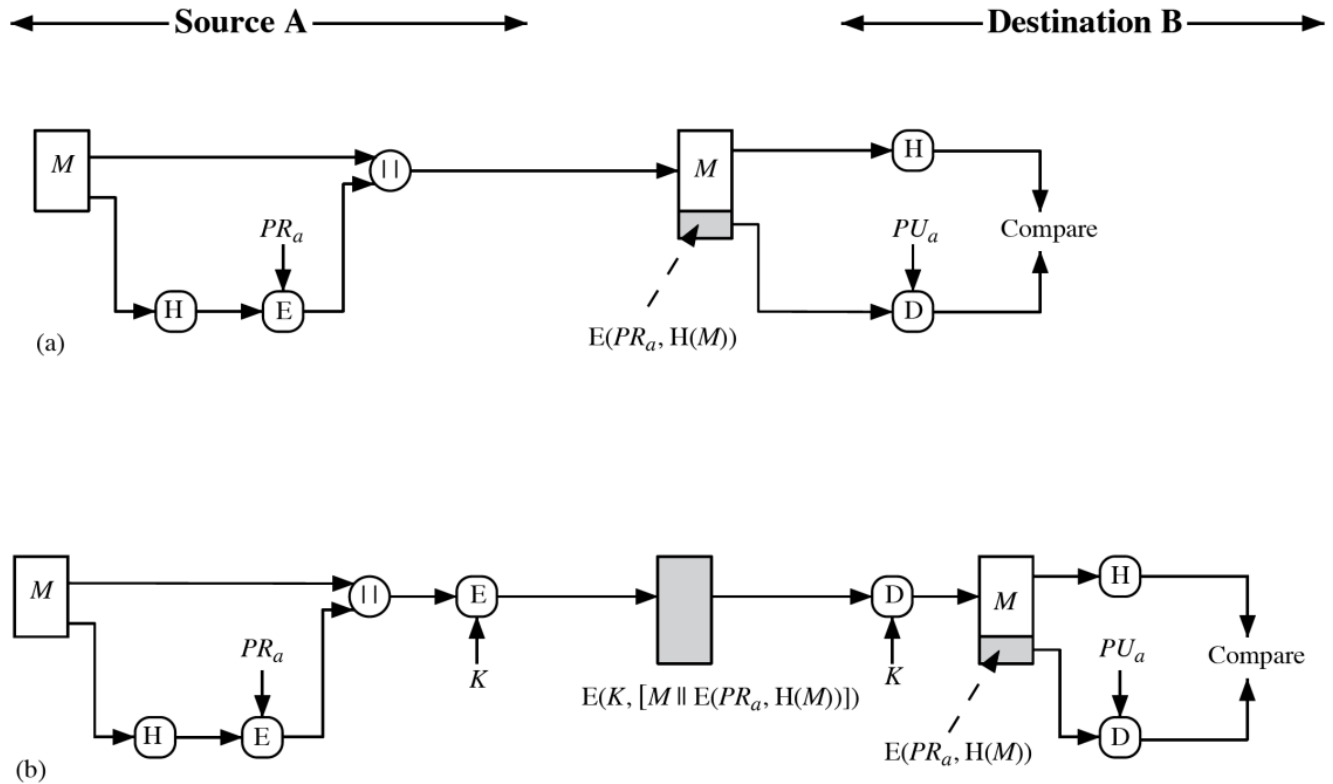 Source A Destination B
M || M H
PR_a PU_a Compare
H E D
E(PR_a, H(M))
(a)
M || E D M H
PR_a K K PU_a Compare
E(K, [M || E(PR_a, H(M))])
H E D
E(PR_a, H(M))
(b)